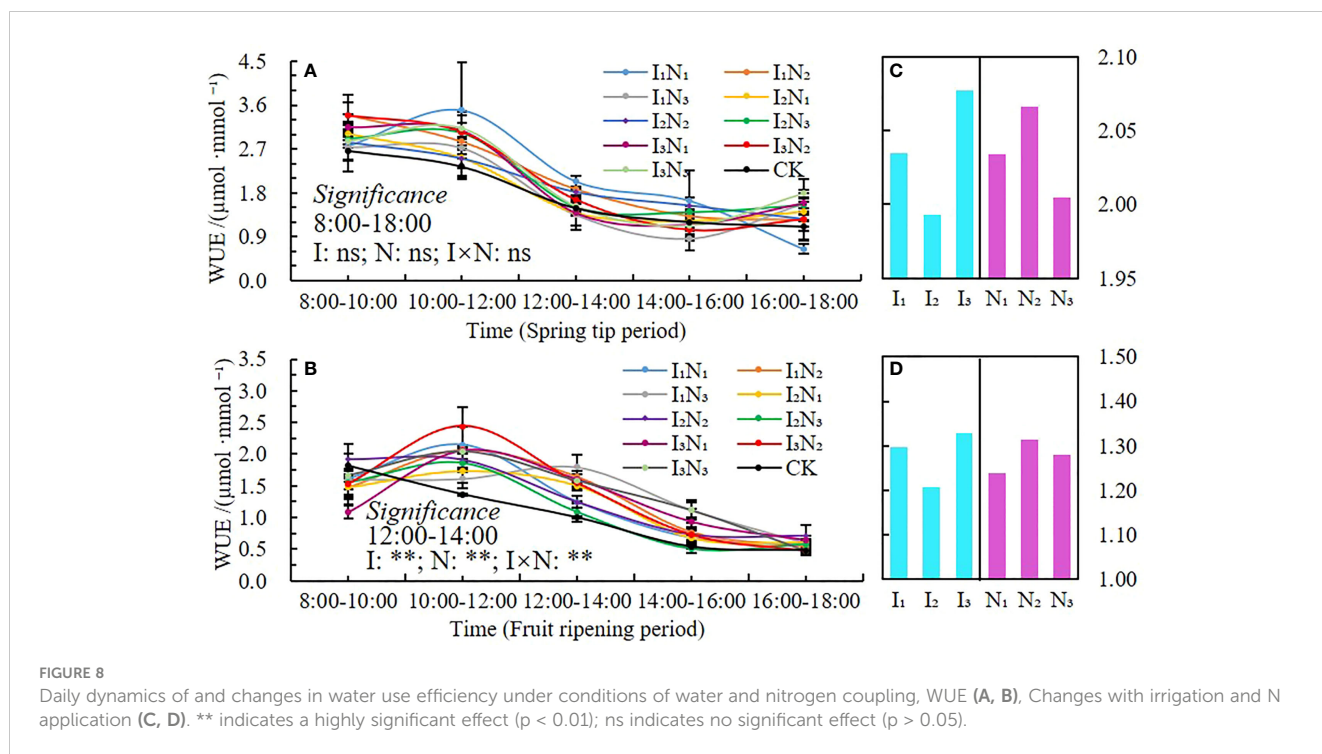 A
4.5
3.6
2.7
1.8
0.9
0.0
WUE /(μmol ·mmol ⁻¹)
I₁N₁
I₁N₂
I₁N₃
I₂N₁
I₂N₂
I₂N₃
I₃N₁
I₃N₂
I₃N₃
CK
Significance
8:00-18:00
I: ns; N: ns; I×N: ns
8:00-10:00
10:00-12:00
12:00-14:00
14:00-16:00
16:00-18:00
Time (Spring tip period)
C
2.10
2.05
2.00
1.95
I₁
I₂
I₃
N₁
N₂
N₃
B
3.5
3.0
2.5
2.0
1.5
1.0
0.5
0.0
WUE /(μmol ·mmol ⁻¹)
I₁N₁
I₁N₂
I₁N₃
I₂N₁
I₂N₂
I₂N₃
I₃N₁
I₃N₂
I₃N₃
CK
Significance
12:00-14:00
I: **; N: **; I×N: **
8:00-10:00
10:00-12:00
12:00-14:00
14:00-16:00
16:00-18:00
Time (Fruit ripening period)
D
1.50
1.40
1.30
1.20
1.10
1.00
I₁
I₂
I₃
N₁
N₂
N₃
FIGURE 8
Daily dynamics of and changes in water use efficiency under conditions of water and nitrogen coupling, WUE (A, B), Changes with irrigation and N
application (C, D). ** indicates a highly significant effect (p < 0.01); ns indicates no significant effect (p > 0.05).